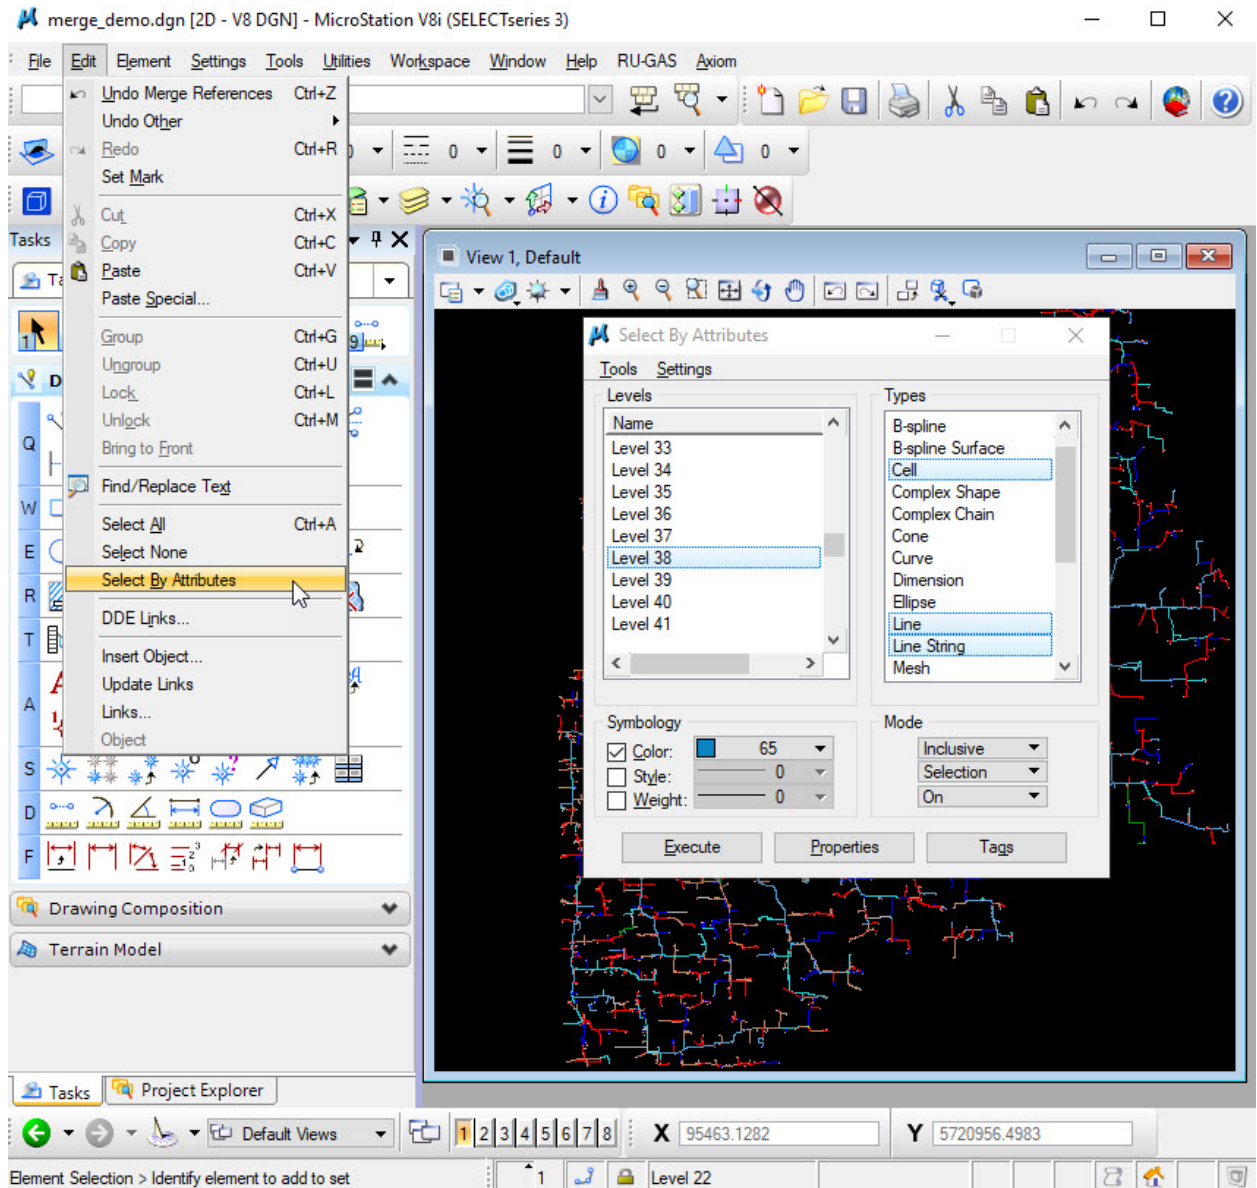 merge_demo.dgn [2D - V8 DGN] - MicroStation V8i (SELECTseries 3)
File Edit Element Settings Tools Utilities Workspace Window Help RU-GAS Axiom
Undo Merge References Ctrl+Z
Undo Other
Redo Ctrl+R
Set Mark
Cut Ctrl+X
Copy Ctrl+C
Paste Ctrl+V
Paste Special...
Group Ctrl+G
Ungroup Ctrl+U
Lock Ctrl+L
Unlock Ctrl+M
Bring to Front
Find/Replace Text
Select All Ctrl+A
Select None
Select By Attributes
DDE Links...
Insert Object...
Update Links
Links...
Object
0 0 0 0
Tasks
1 9
D
Q
W
E
R
T
A
S
D
F
Drawing Composition
Terrain Model
Tasks Project Explorer
View 1, Default
Select By Attributes
Tools Settings
Levels
Name
Level 33
Level 34
Level 35
Level 36
Level 37
Level 38
Level 39
Level 40
Level 41
Types
B-spline
B-spline Surface
Cell
Complex Shape
Complex Chain
Cone
Curve
Dimension
Ellipse
Line
Line String
Mesh
Symbology
Color: 65
Style: 0
Weight: 0
Mode
Inclusive
Selection
On
Execute Properties Tags
Default Views 1 2 3 4 5 6 7 8 X 95463.1282 Y 5720956.4983
Element Selection > Identify element to add to set 1 Level 22